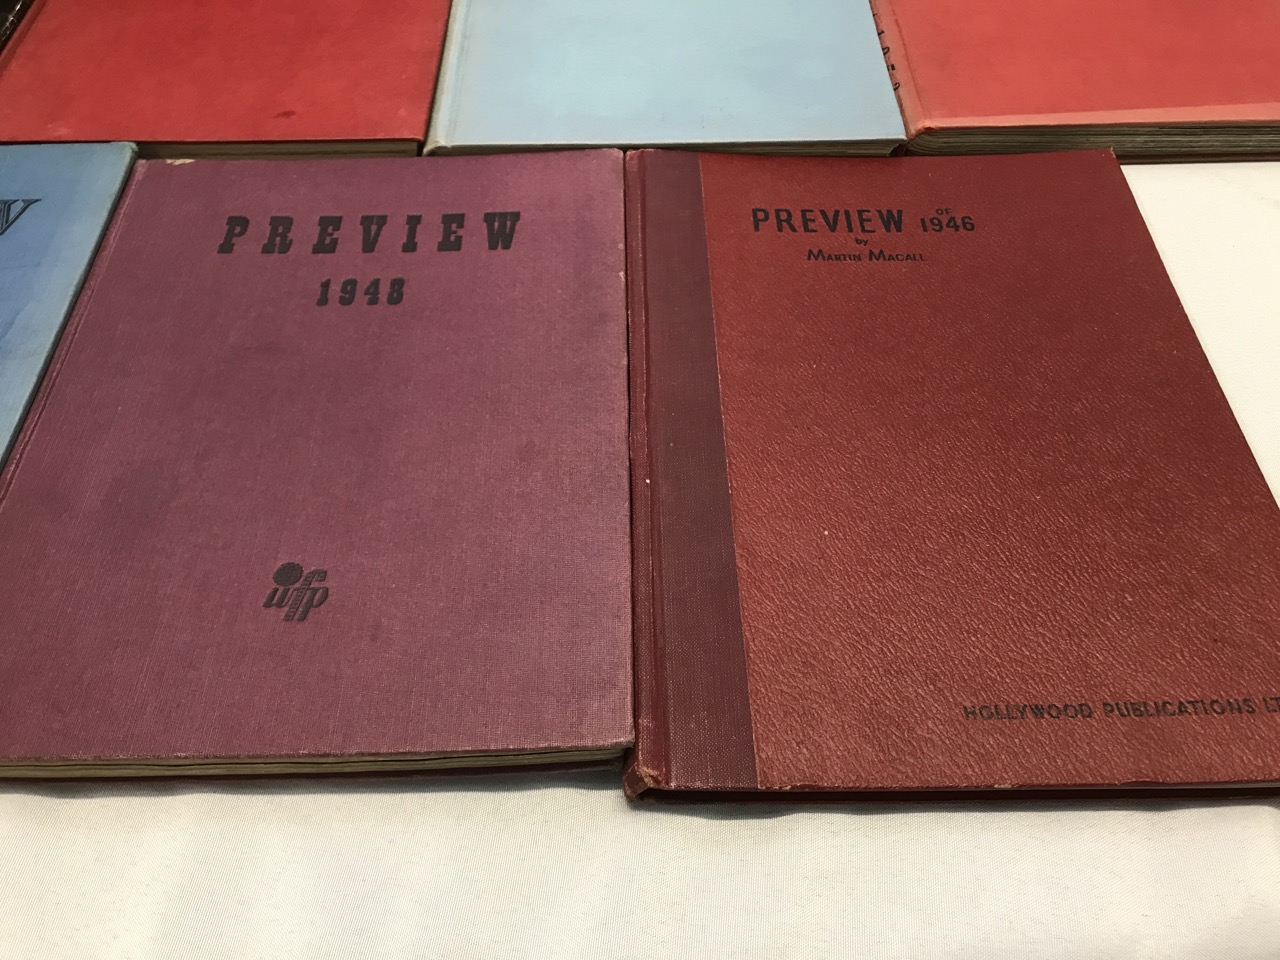 PREVIEW
1948
wfp
PREVIEW OF 1946
by
MARTIN MACALL
HOLLYWOOD PUBLICATIONS